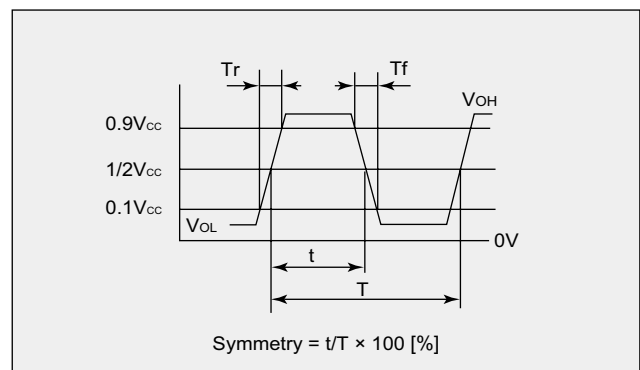 Tr
Tf
VOH
0.9Vcc
1/2Vcc
0.1Vcc
VOL
0V
t
T
Symmetry = t/T × 100 [%]